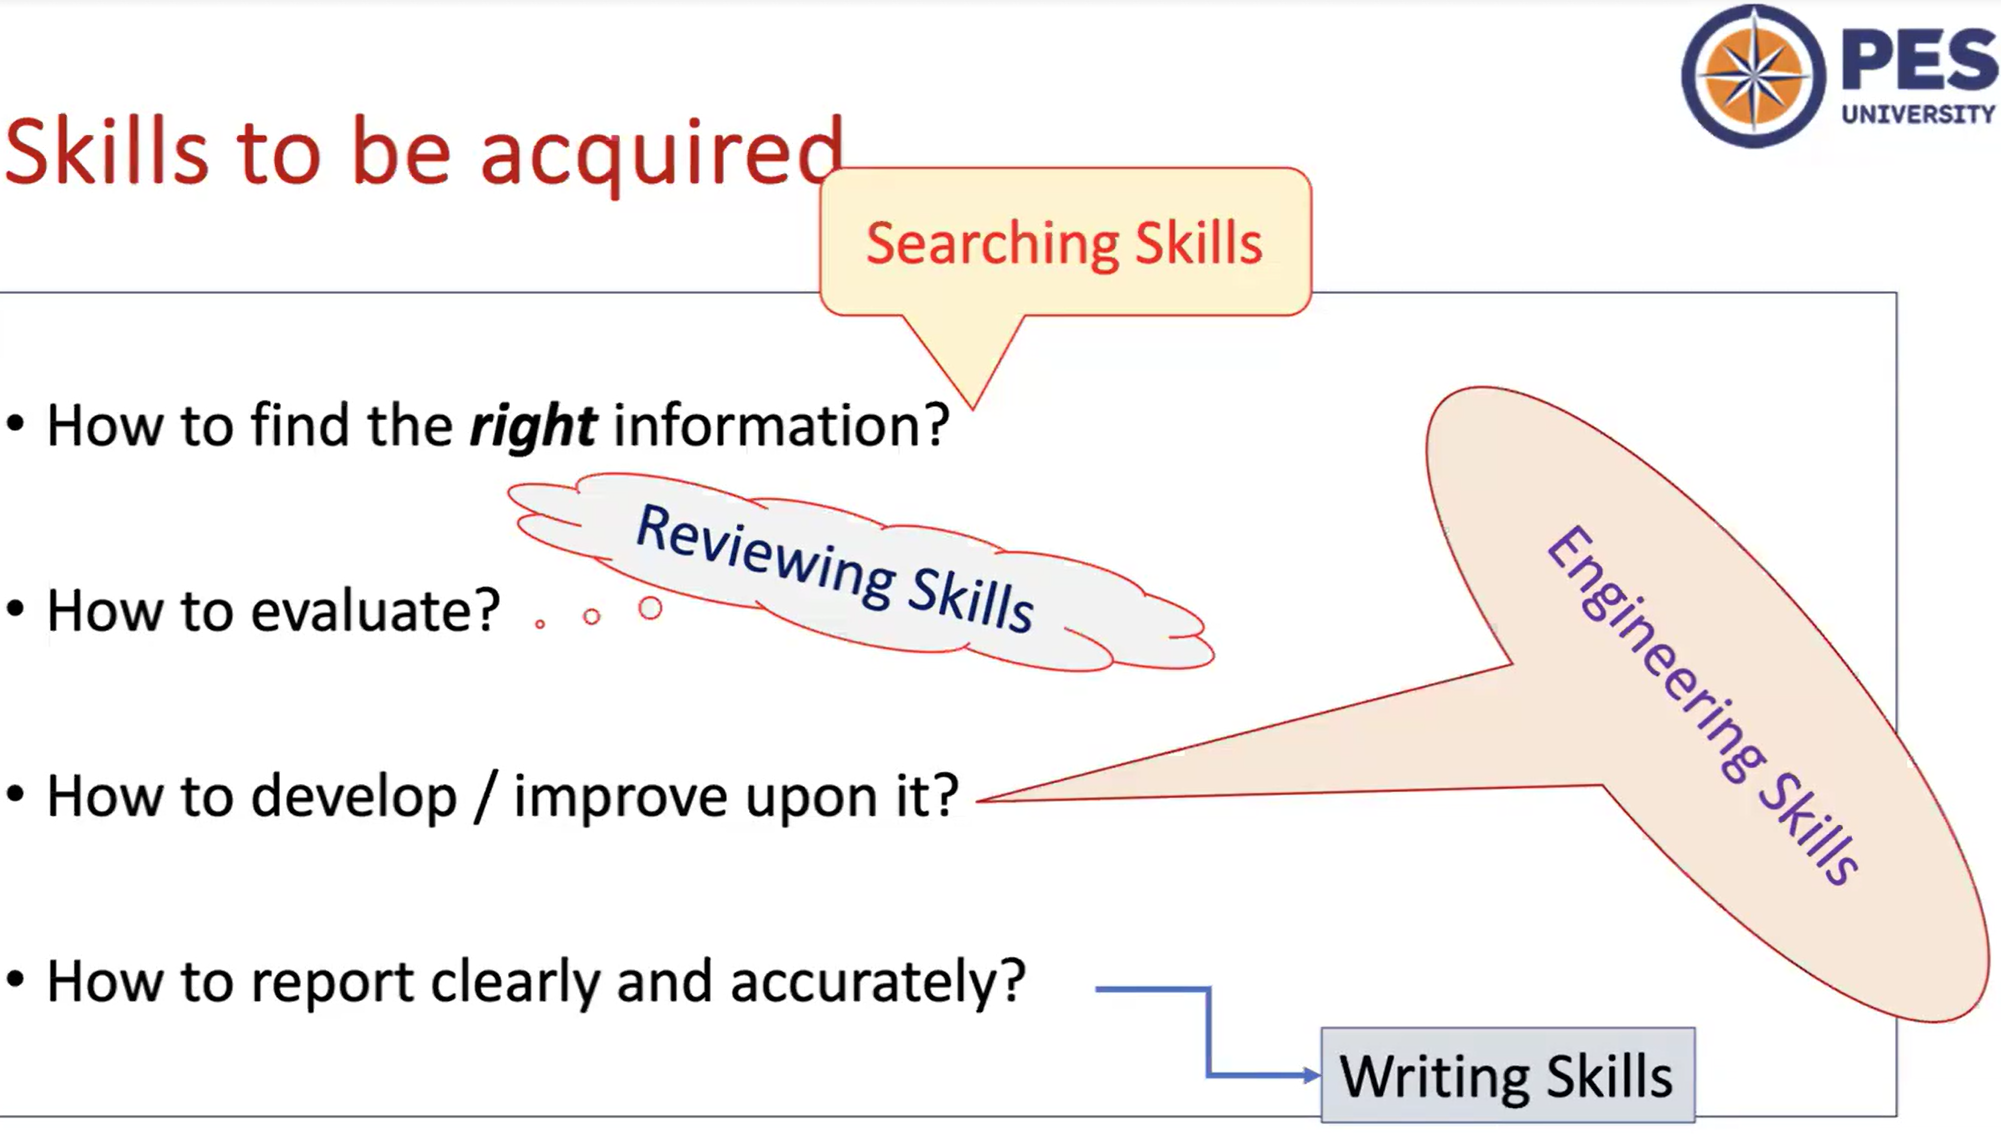 PES
UNIVERSITY
Skills to be acquired
Searching Skills
• How to find the right information?
Reviewing Skills
• How to evaluate?
Engineering Skills
• How to develop / improve upon it?
• How to report clearly and accurately?
Writing Skills